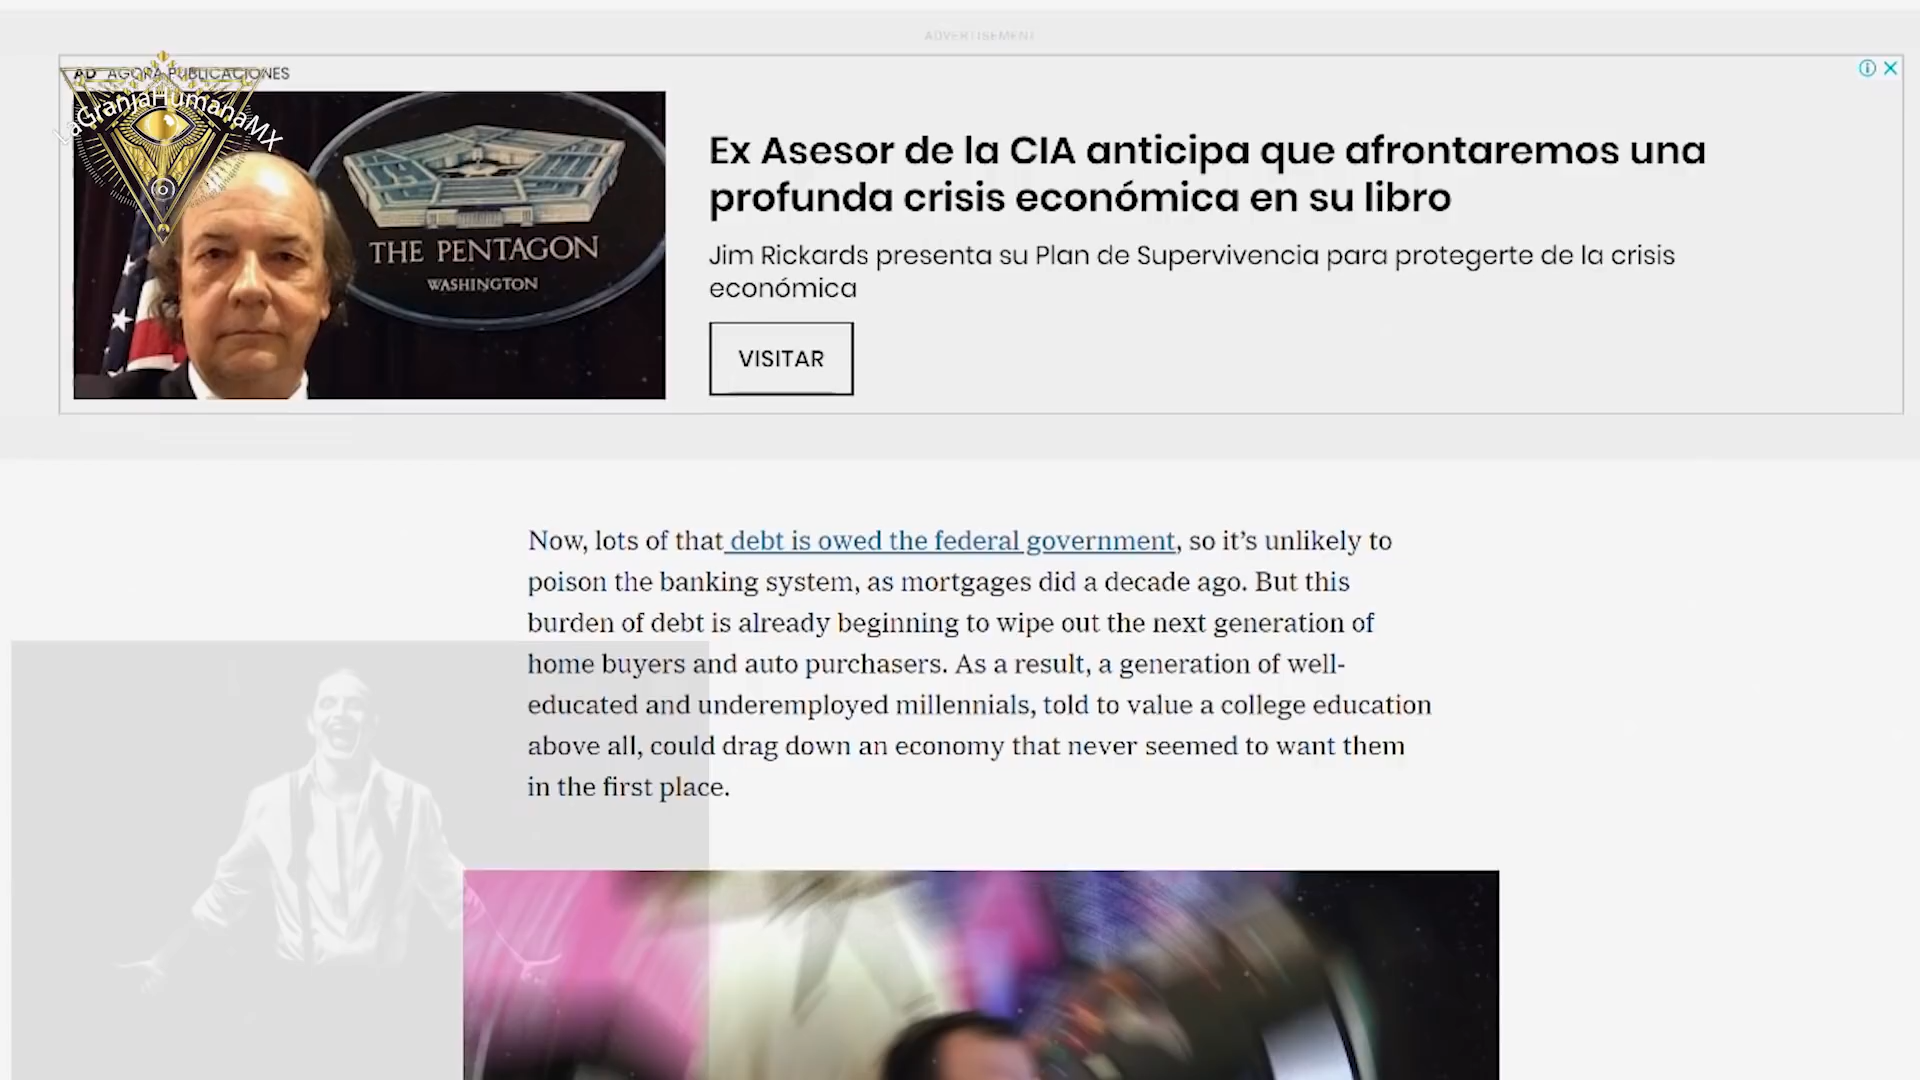 ADVERTISEMENT
AD AGORA PUBLICACIONES
LaGranjaHumanaMX
THE PENTAGON
WASHINGTON
Ex Asesor de la CIA anticipa que afrontaremos una
profunda crisis económica en su libro
Jim Rickards presenta su Plan de Supervivencia para protegerte de la crisis
económica
VISITAR
Now, lots of that debt is owed the federal government, so it’s unlikely to
poison the banking system, as mortgages did a decade ago. But this
burden of debt is already beginning to wipe out the next generation of
home buyers and auto purchasers. As a result, a generation of well-
educated and underemployed millennials, told to value a college education
above all, could drag down an economy that never seemed to want them
in the first place.